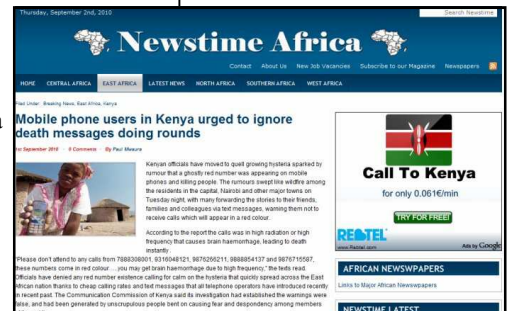 Thursday, September 2nd, 2010
Search Newstime
Newstime Africa
Contact About Us New Job Vacancies Subscribe to our Magazine Newspapers
HOME CENTRAL AFRICA EAST AFRICA LATEST NEWS NORTH AFRICA SOUTHERN AFRICA WEST AFRICA
Filed Under: Breaking News, East Africa, Kenya
Mobile phone users in Kenya urged to ignore
death messages doing rounds
1st September 2010 - 0 Comments - By Paul Mwaura
Kenyan officials have moved to quell growing hysteria sparked by
rumour that a ghostly red number was appearing on mobile
phones and killing people. The rumours swept like wildfire among
the residents in the capital, Nairobi and other major towns on
Tuesday night, with many forwarding the stories to their friends,
families and colleagues via text messages, warning them not to
receive calls which will appear in a red colour.
According to the report the calls was in high radiation or high
frequency that causes brain haemorrhage, leading to death
instantly.
"Please don't attend to any calls from 7888308001, 9316048121, 9876266211, 9888854137 and 9876715587,
these numbers come in red colour. ...you may get brain haemorrhage due to high frequency," the texts read.
Officials have denied any red number existence calling for calm on the hysteria that quickly spread across the East
African nation thanks to cheap calling rates and text messages that all telephone operators have introduced recently
in recent past. The Communication Commission of Kenya said its investigation had established the warnings were
false, and had been generated by unscrupulous people bent on causing fear and despondency among members
Call To Kenya
for only 0.061€/min
TRY FOR FREE!
REBTEL
www.Rebtel.com
Ads by Google
AFRICAN NEWSPAPERS
Links to Major African Newspapers
NEWSTIME LATEST
a